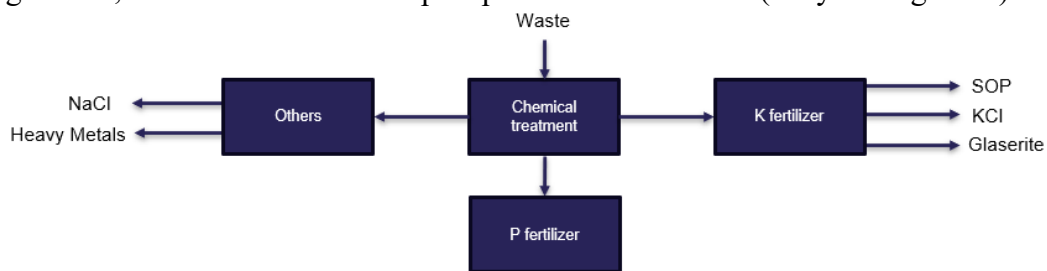 Waste
NaCl
Heavy Metals
Others
Chemical
treatment
K fertilizer
SOP
KCl
Glaserite
P fertilizer